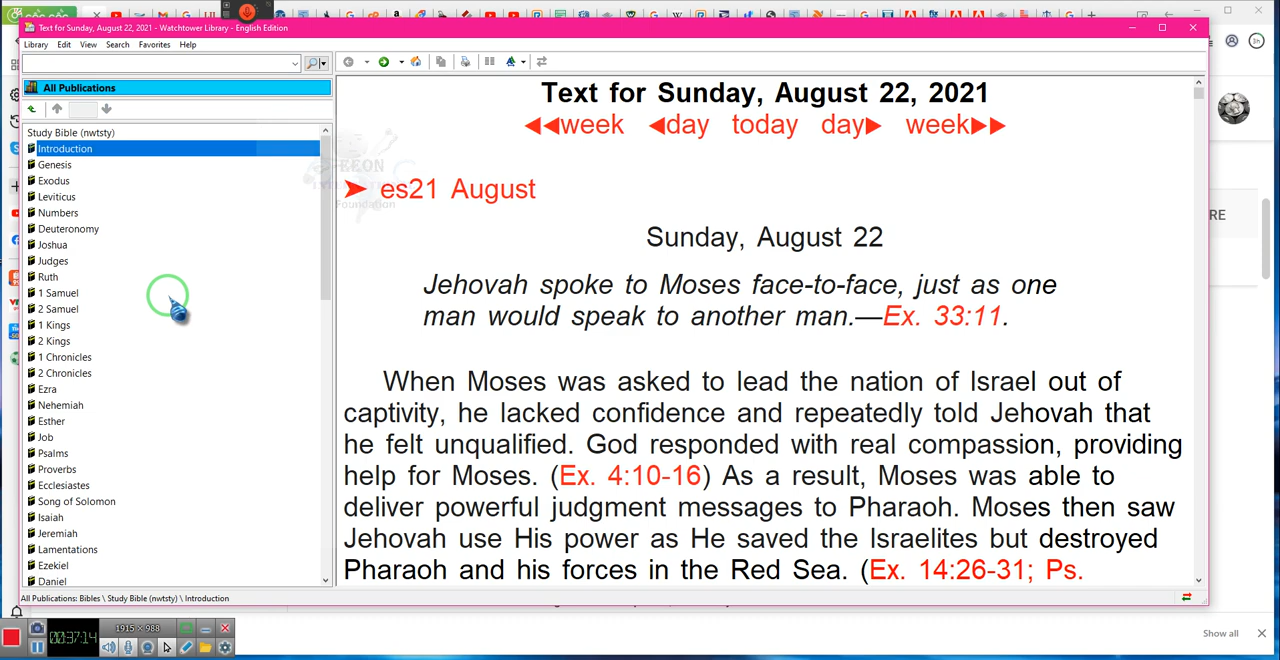 Text for Sunday, August 22, 2021 - Watchtower Library - English Edition
Library Edit View Search Favorites Help
All Publications
Study Bible (nwtsty)
Introduction
Genesis
Exodus
Leviticus
Numbers
Deuteronomy
Joshua
Judges
Ruth
1 Samuel
2 Samuel
1 Kings
2 Kings
1 Chronicles
2 Chronicles
Ezra
Nehemiah
Esther
Job
Psalms
Proverbs
Ecclesiastes
Song of Solomon
Isaiah
Jeremiah
Lamentations
Ezekiel
Daniel
All Publications: Bibles \ Study Bible (nwtsty) \ Introduction
Text for Sunday, August 22, 2021
week day today day week
es21 August
Sunday, August 22
Jehovah spoke to Moses face-to-face, just as one
man would speak to another man.—Ex. 33:11.
When Moses was asked to lead the nation of Israel out of
captivity, he lacked confidence and repeatedly told Jehovah that
he felt unqualified. God responded with real compassion, providing
help for Moses. (Ex. 4:10-16) As a result, Moses was able to
deliver powerful judgment messages to Pharaoh. Moses then saw
Jehovah use His power as He saved the Israelites but destroyed
Pharaoh and his forces in the Red Sea. (Ex. 14:26-31; Ps.
Foundation
RE
Show all
1915 x 988
00:37:14